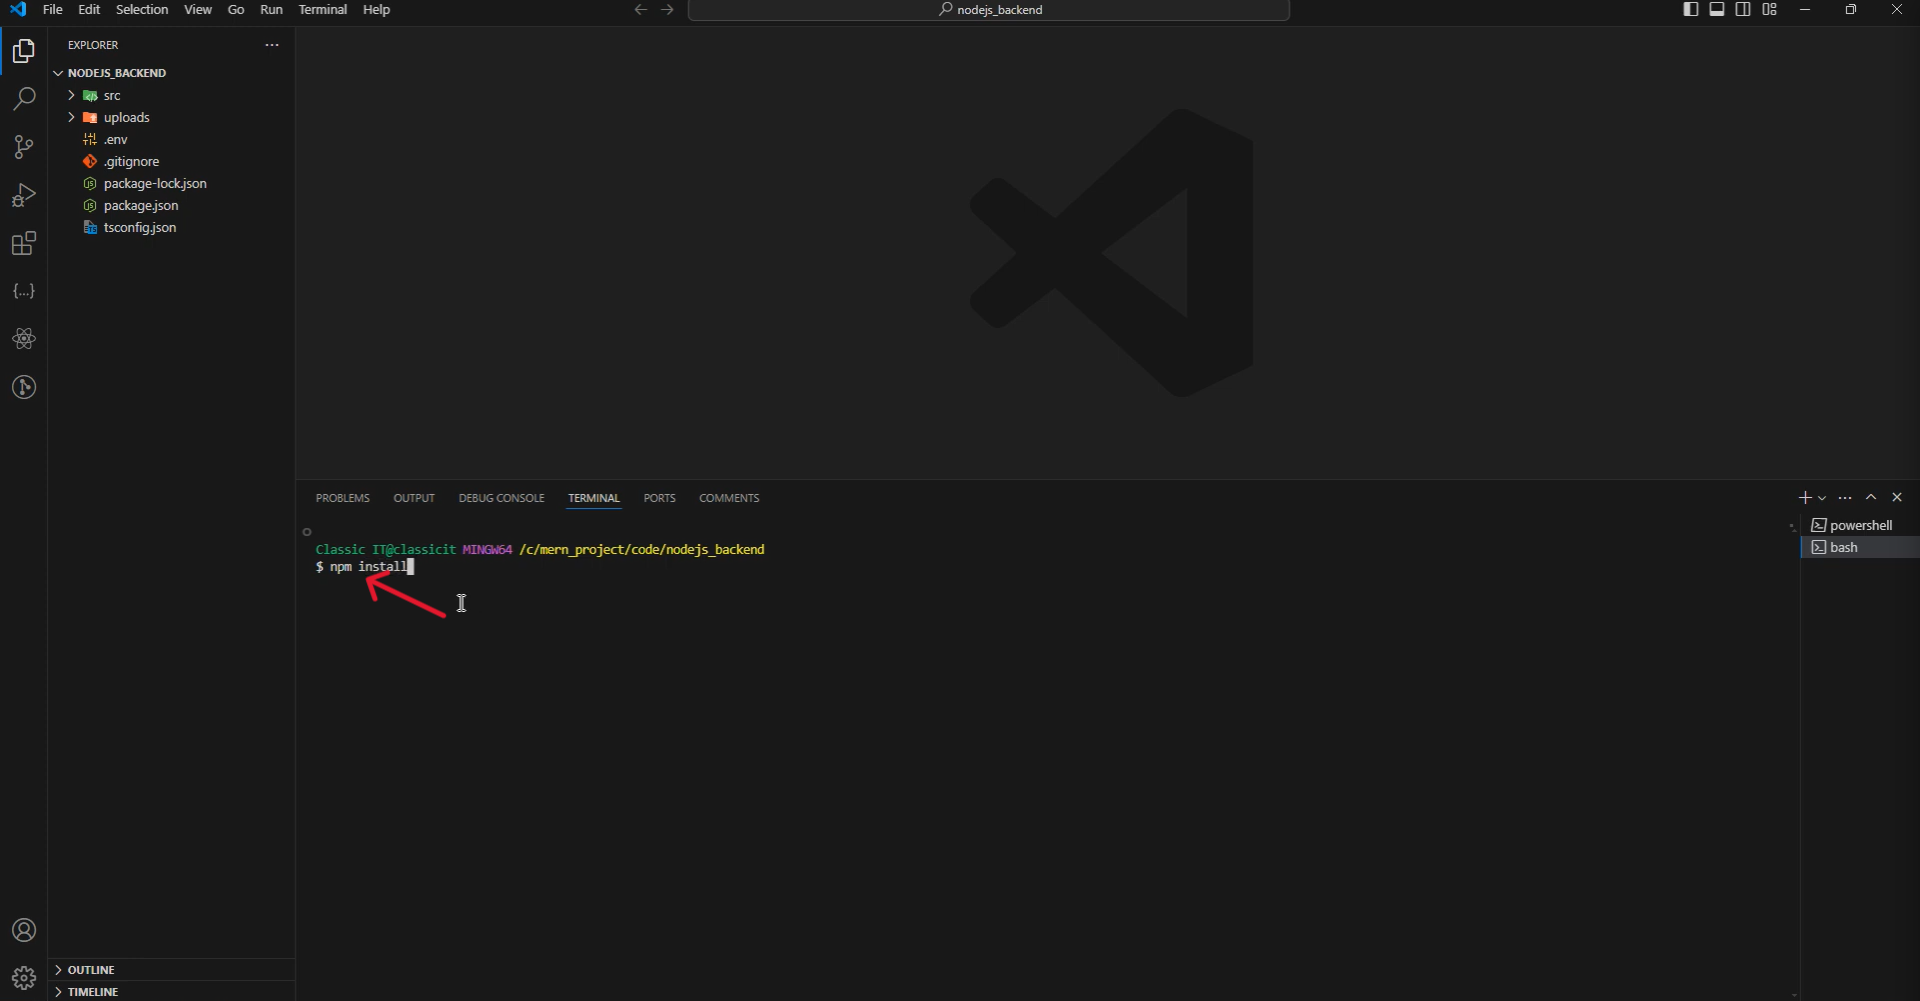 File Edit Selection View Go Run Terminal Help
nodejs_backend
EXPLORER
NODEJS_BACKEND
src
uploads
.env
.gitignore
package-lock.json
package.json
tsconfig.json
PROBLEMS OUTPUT DEBUG CONSOLE TERMINAL PORTS COMMENTS
powershell
bash
Classic IT@classicit MINGW64 /c/mern_project/code/nodejs_backend
$ npm install
OUTLINE
TIMELINE